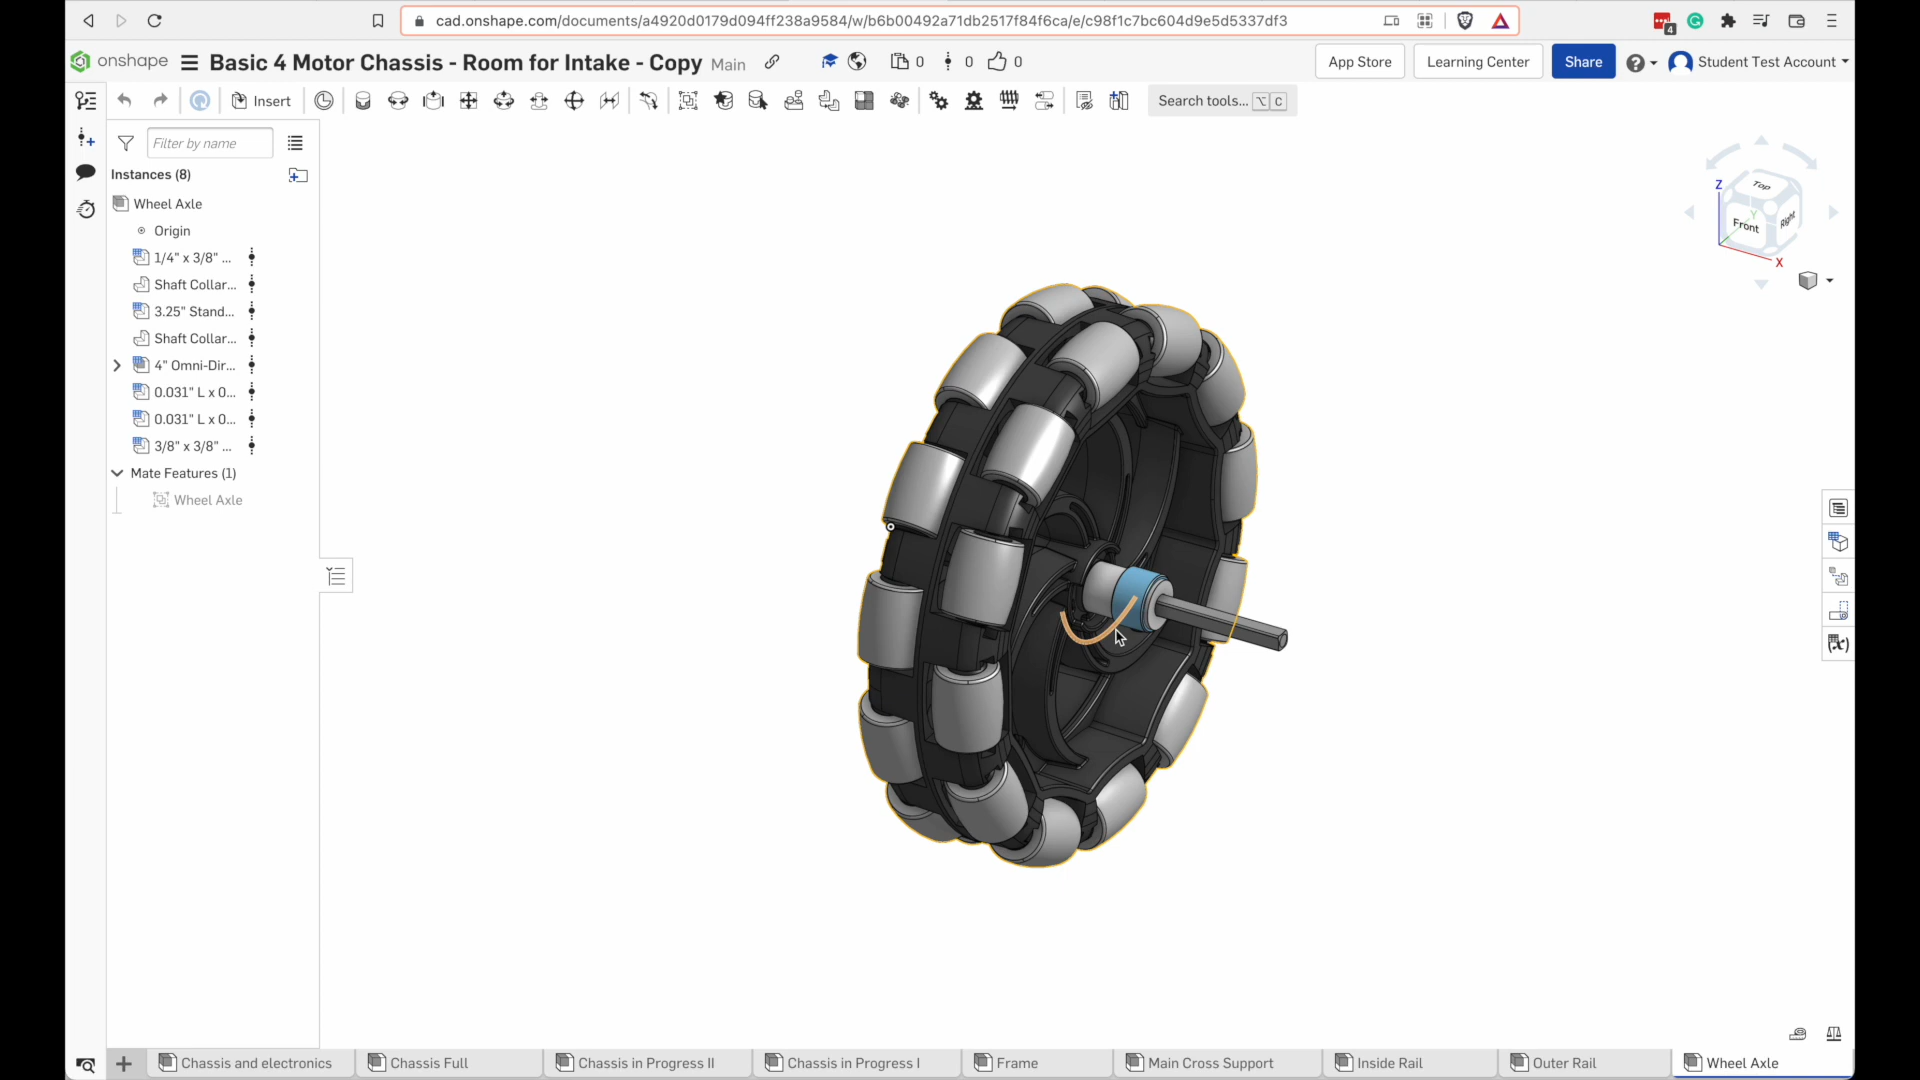 cad.onshape.com/documents/a4920d0179d094ff238a9584/w/b6b00492a71db2517f84f6ca/e/c98f1c7bc604d9e5d5337df3
4
onshape
Basic 4 Motor Chassis - Room for Intake - Copy Main
0
0
0
App Store
Learning Center
Share
Student Test Account
Insert
Search tools... ⌥ C
Filter by name
Instances (8)
Wheel Axle
Origin
1/4" x 3/8" ...
Shaft Collar...
3.25" Stand...
Shaft Collar...
4" Omni-Dir...
0.031" L x 0...
0.031" L x 0...
3/8" x 3/8" ...
Mate Features (1)
Wheel Axle
Z
Top
Y
Front
Right
X
(x)
Chassis and electronics
Chassis Full
Chassis in Progress II
Chassis in Progress I
Frame
Main Cross Support
Inside Rail
Outer Rail
Wheel Axle